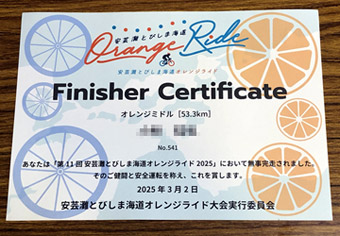 安芸灘とびしま海道
Orange Ride
安芸灘とびしま海道オレンジライド
Finisher Certificate
オレンジミドル [53.3km]
No.541
あなたは「第11回 安芸灘とびしま海道オレンジライド 2025」において無事完走されました。
そのご健闘と安全運転を称え、これを賞します。
2025年3月2日
安芸灘とびしま海道オレンジライド大会実行委員会